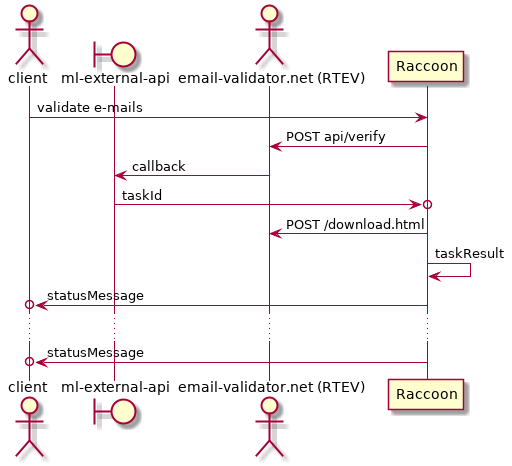 client ml-external-api email-validator.net (RTEV) Raccoon
validate e-mails
POST api/verify
callback
taskId
POST /download.html
taskResult
statusMessage
statusMessage
client ml-external-api email-validator.net (RTEV) Raccoon